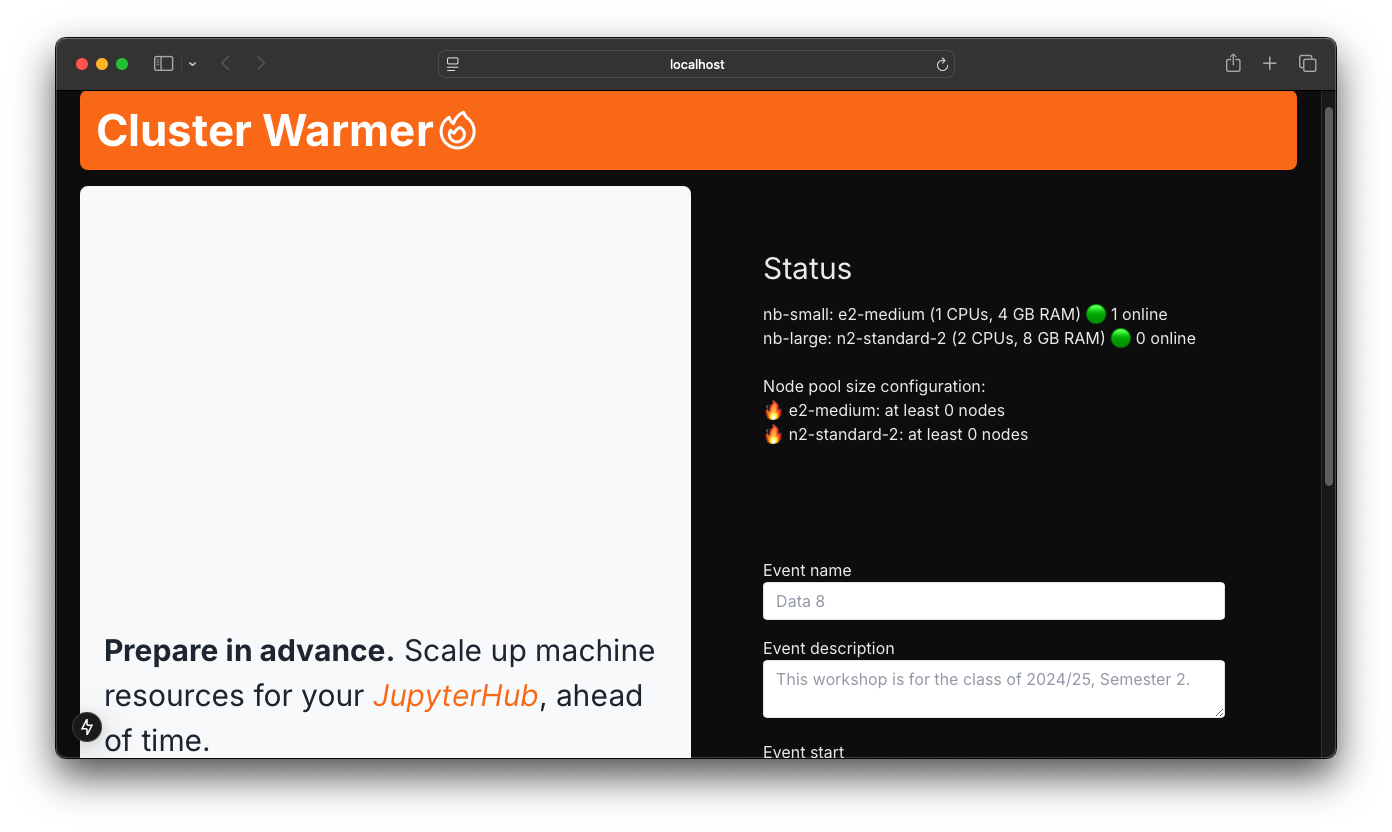 localhost
Cluster Warmer
Status
nb-small: e2-medium (1 CPUs, 4 GB RAM) 🟢 1 online
nb-large: n2-standard-2 (2 CPUs, 8 GB RAM) 🟢 0 online
Node pool size configuration:
🔥 e2-medium: at least 0 nodes
🔥 n2-standard-2: at least 0 nodes
Event name
Data 8
Event description
This workshop is for the class of 2024/25, Semester 2.
Event start
Prepare in advance. Scale up machine
resources for your JupyterHub, ahead
of time.